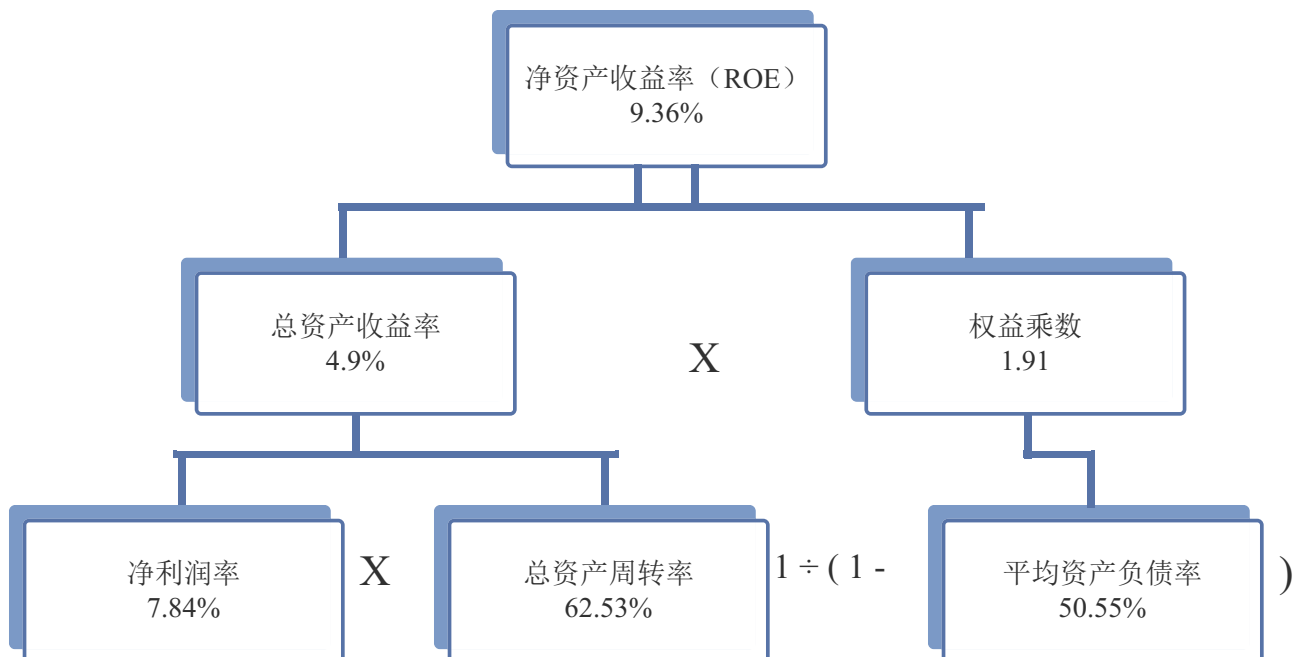 净资产收益率（ROE）
9.36%
总资产收益率
4.9%
X
权益乘数
1.91
净利润率
7.84%
X
总资产周转率
62.53%
1 ÷ ( 1 -
平均资产负债率
50.55%
)